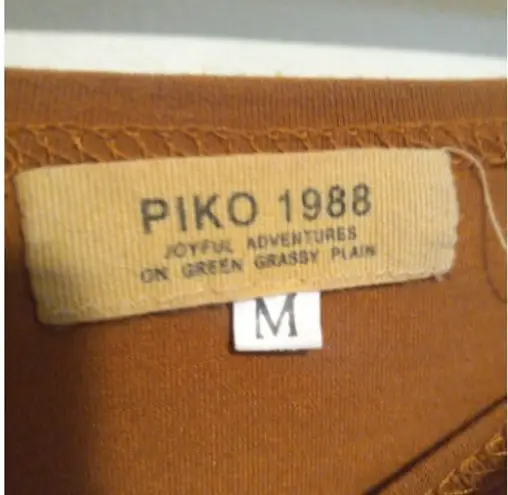 PIKO 1988
JOYFUL ADVENTURES
ON GREEN GRASSY PLAIN
M